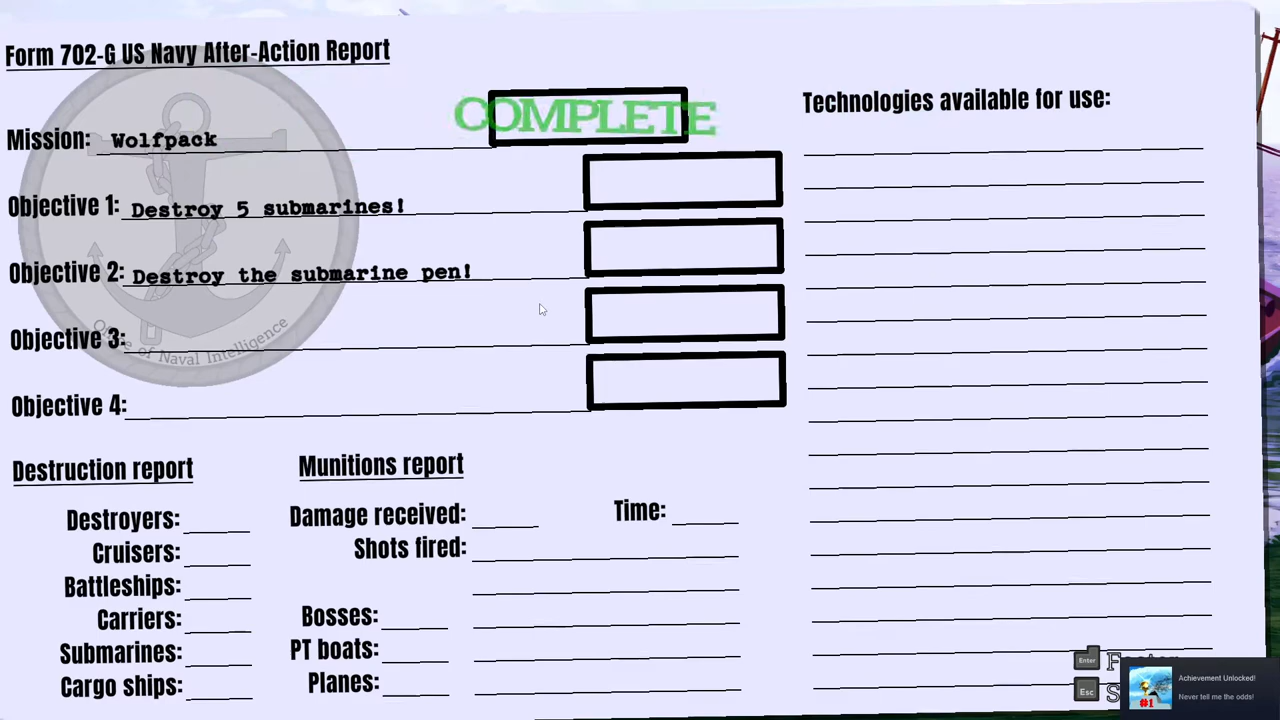 Form 702-G US Navy After-Action Report
COMPLETE
Mission: Wolfpack
Objective 1: Destroy 5 submarines!
Objective 2: Destroy the submarine pen!
Objective 3:
Objective 4:
Office of Naval Intelligence
Technologies available for use:
Destruction report
Destroyers:
Cruisers:
Battleships:
Carriers:
Submarines:
Cargo ships:
Munitions report
Damage received:
Time:
Shots fired:
Bosses:
PT boats:
Planes:
Enter
Esc
Achievement Unlocked!
Never tell me the odds!
#1